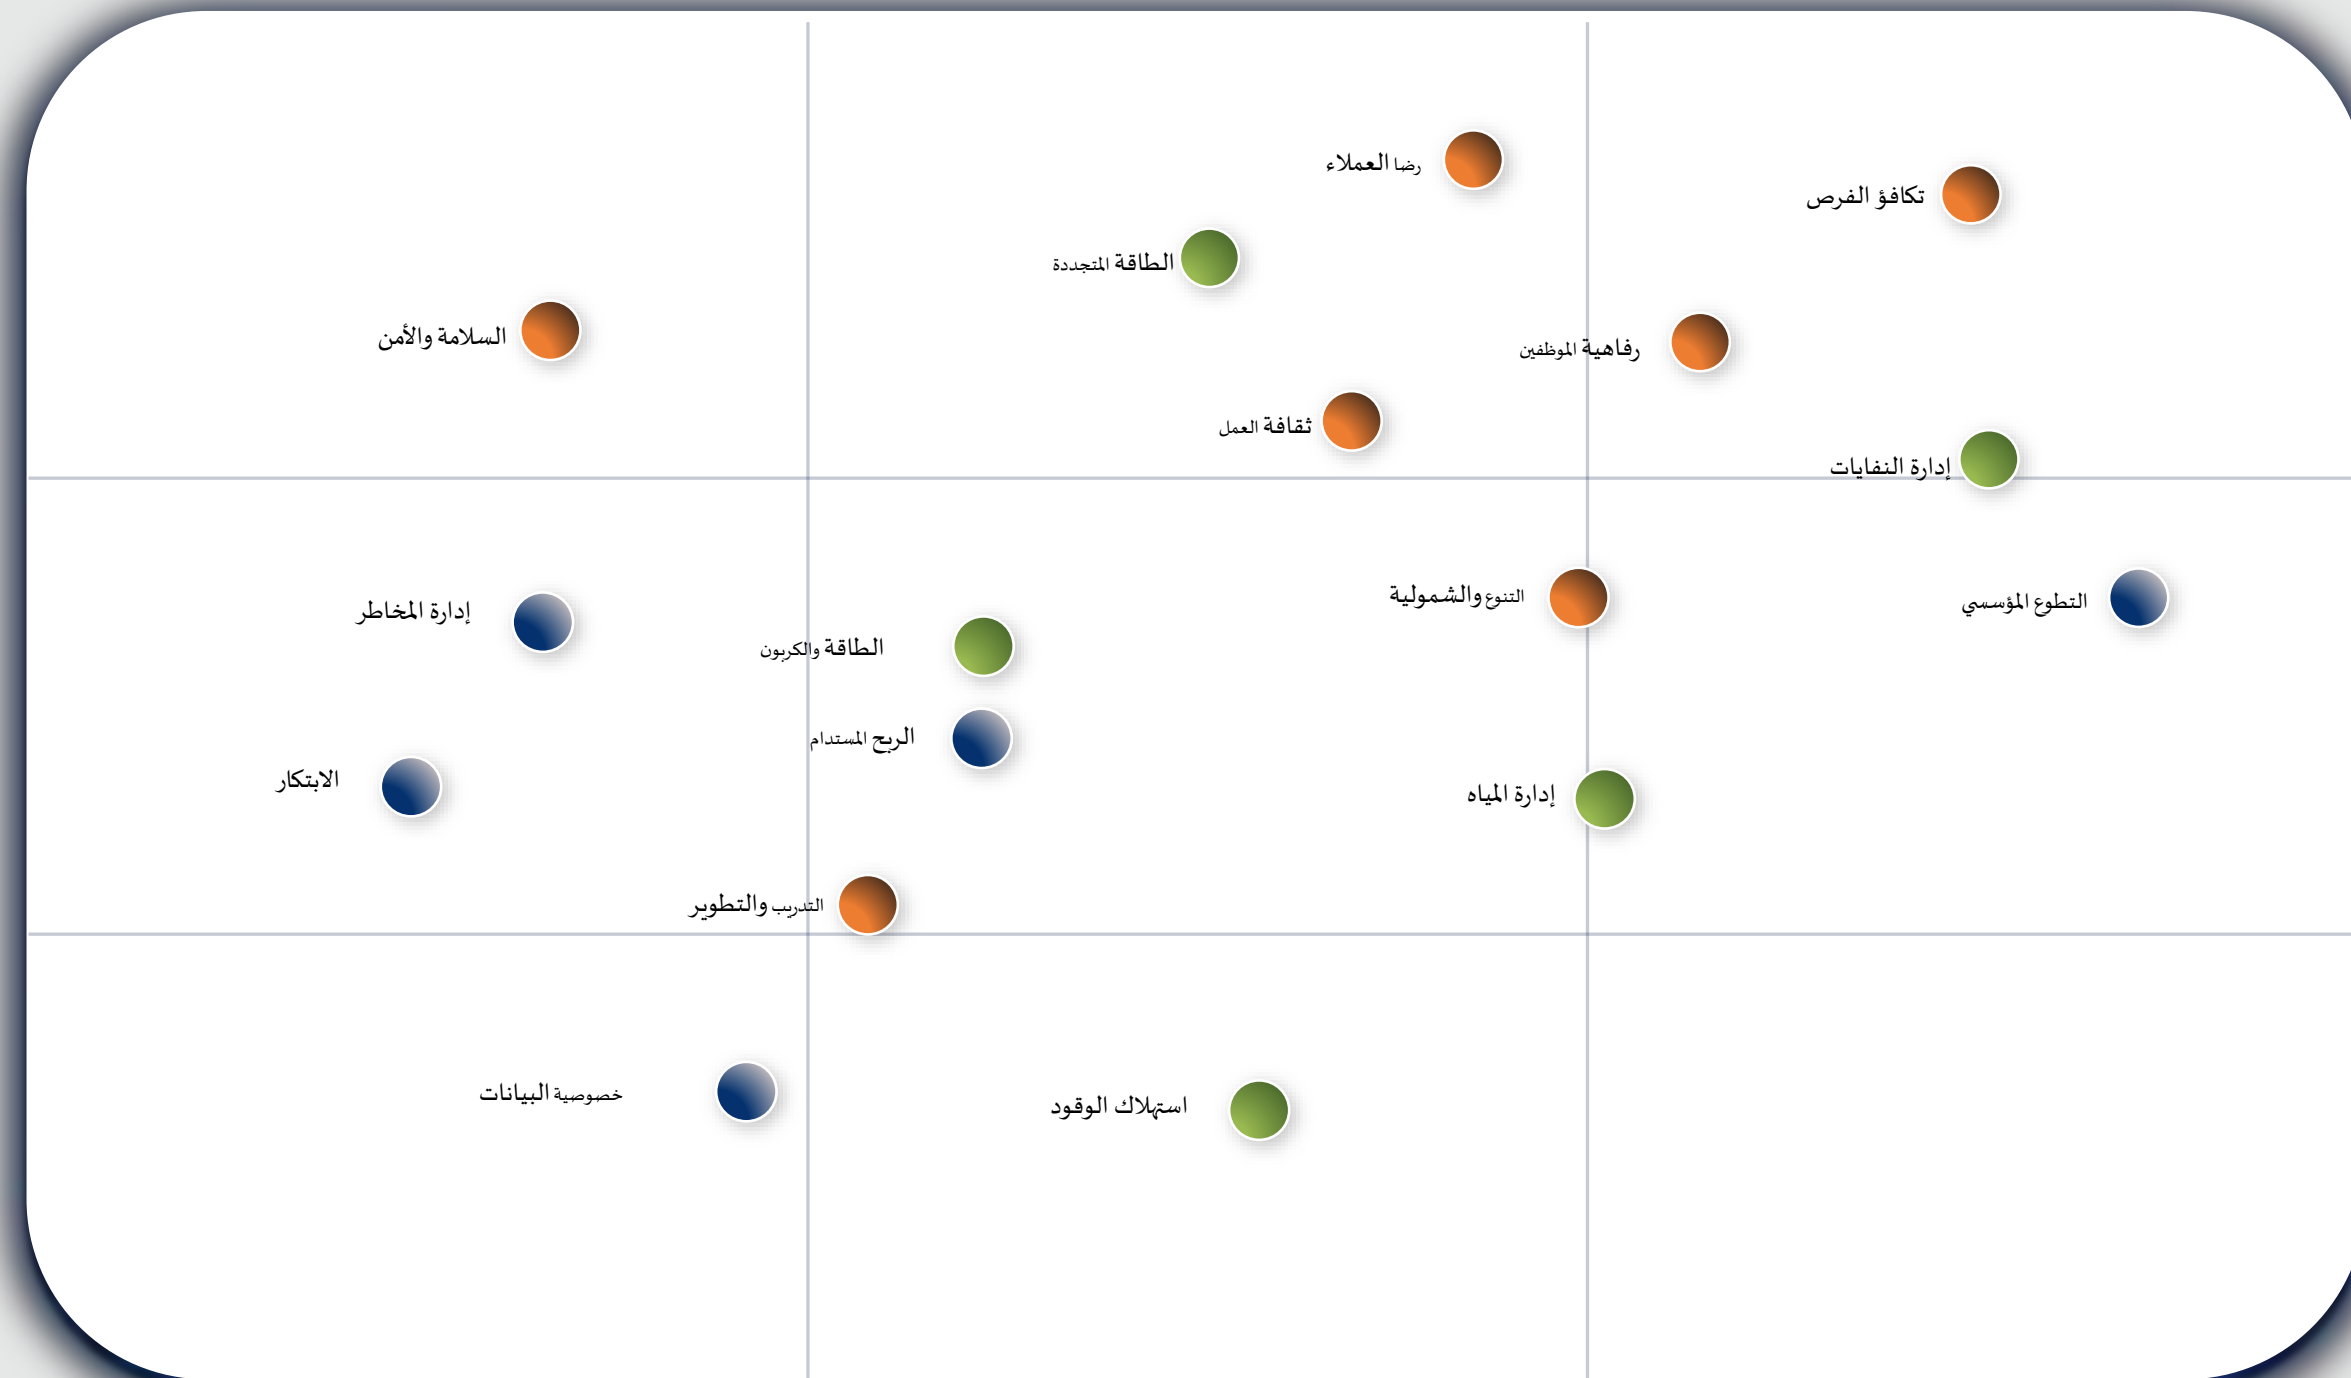 رضا العملاء
تكافؤ الفرص
الطاقة المتجددة
السلامة والأمن
رفاهية الموظفين
ثقافة العمل
إدارة النفايات
التطوع المؤسسي
التنوع والشمولية
إدارة المخاطر
الطاقة والكربون
الربح المستدام
الابتكار
إدارة المياه
التدريب والتطوير
خصوصية البيانات
استهلاك الوقود